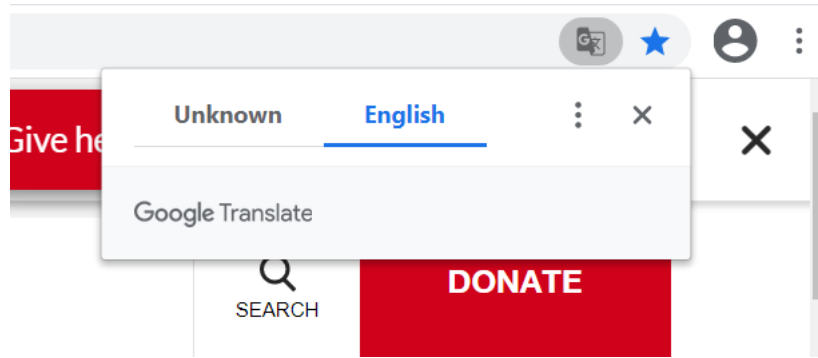 Unknown English
Give he
Google Translate
SEARCH
DONATE